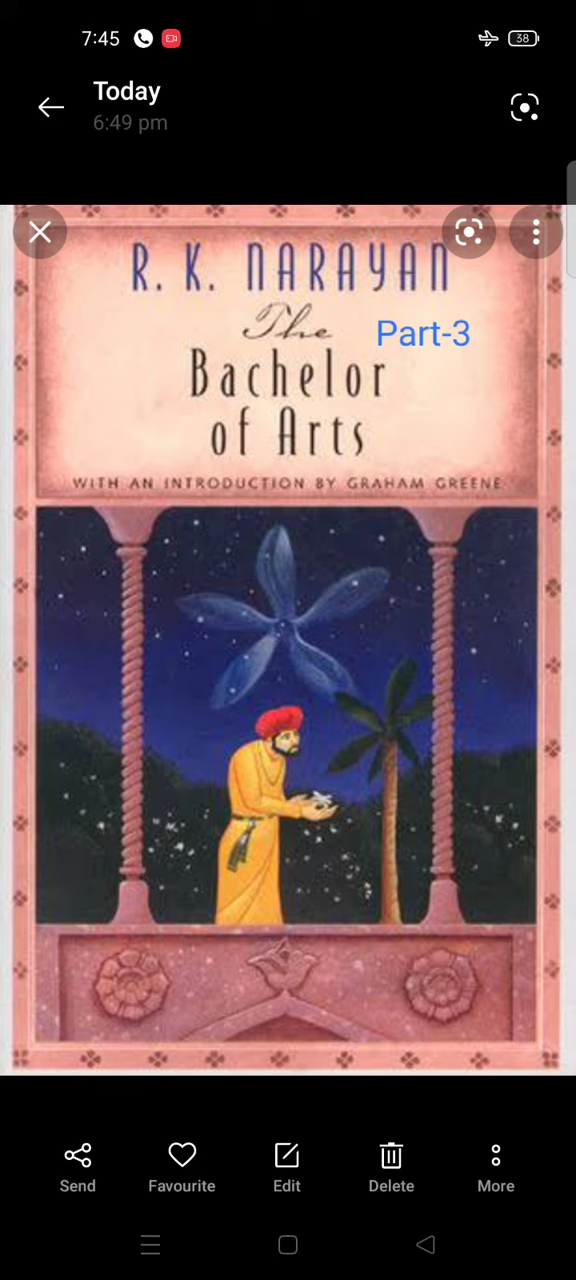 7:45
38
Today
6:49 pm
R. K. NARAYAN
The
Part-3
Bachelor
of Arts
WITH AN INTRODUCTION BY GRAHAM GREENE
Send
Favourite
Edit
Delete
More